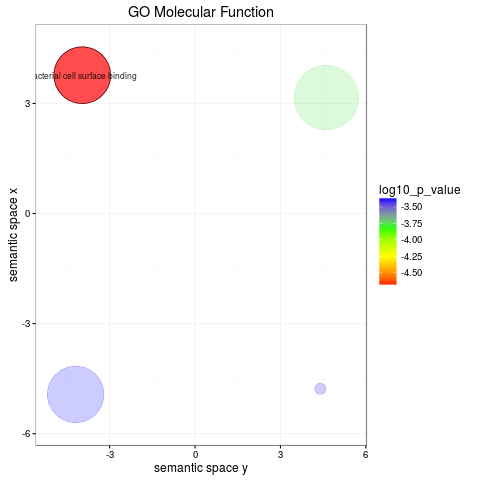 GO Molecular Function
acterial cell surface binding
3
0
-3
-6
semantic space x
-3
0
3
6
semantic space y
log10_p_value
-3.50
-3.75
-4.00
-4.25
-4.50